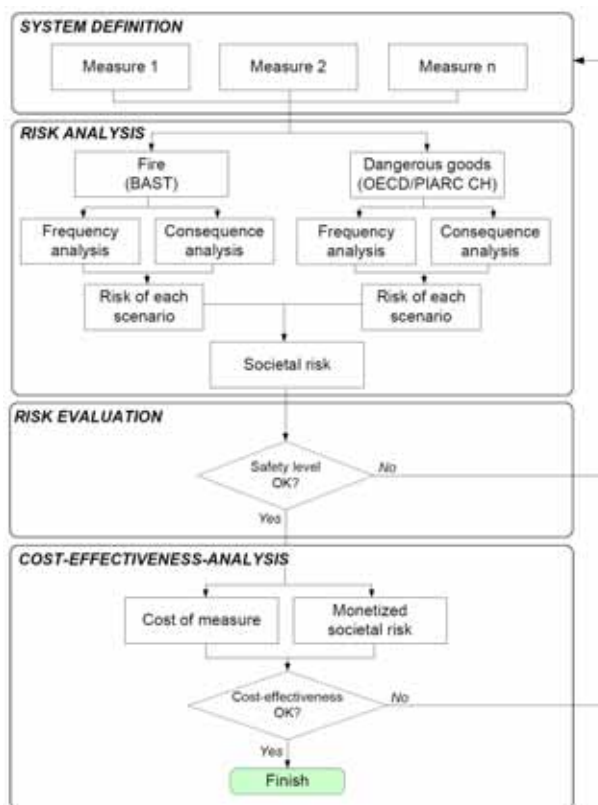 SYSTEM DEFINITION
Measure 1
Measure 2
Measure n
RISK ANALYSIS
Fire
(BAST)
Dangerous goods
(OECD/PIARC CH)
Frequency
analysis
Consequence
analysis
Frequency
analysis
Consequence
analysis
Risk of each
scenario
Risk of each
scenario
Societal risk
RISK EVALUATION
Safety level
OK?
No
Yes
COST-EFFECTIVENESS-ANALYSIS
Cost of measure
Monetized
societal risk
Cost-effectiveness
OK?
No
Yes
Finish